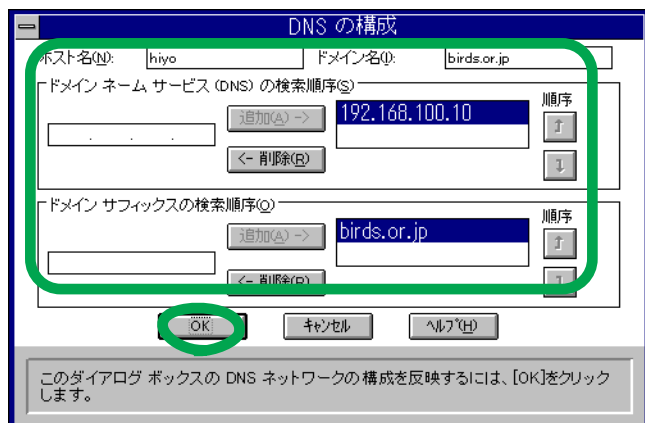 DNS の構成
ホスト名(N): hiyo ドメイン名(I): birds.or.jp
ドメイン ネーム サービス (DNS) の検索順序(S)
追加(A) -> 192.168.100.10 順序
. . .
<- 削除(R)
ドメイン サフィックスの検索順序(O)
追加(A) -> birds.or.jp 順序
<- 削除(R)
OK キャンセル ヘルプ(H)
このダイアログ ボックスの DNS ネットワークの構成を反映するには、[OK]をクリック
します。